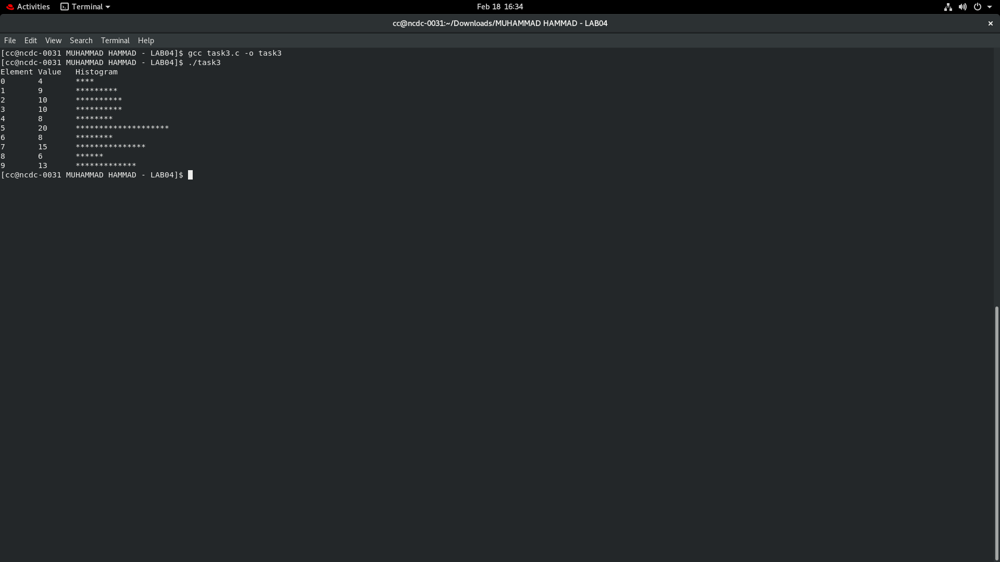 Activities Terminal Feb 18 16:34
cc@ncdc-0031:~/Downloads/MUHAMMAD HAMMAD - LAB04 ×
File Edit View Search Terminal Help
[cc@ncdc-0031 MUHAMMAD HAMMAD - LAB04]$ gcc task3.c -o task3
[cc@ncdc-0031 MUHAMMAD HAMMAD - LAB04]$ ./task3
Element Value   Histogram
0       4       ****
1       9       *********
2       10      **********
3       10      **********
4       8       ********
5       20      ********************
6       8       ********
7       15      ***************
8       6       ******
9       13      *************
[cc@ncdc-0031 MUHAMMAD HAMMAD - LAB04]$